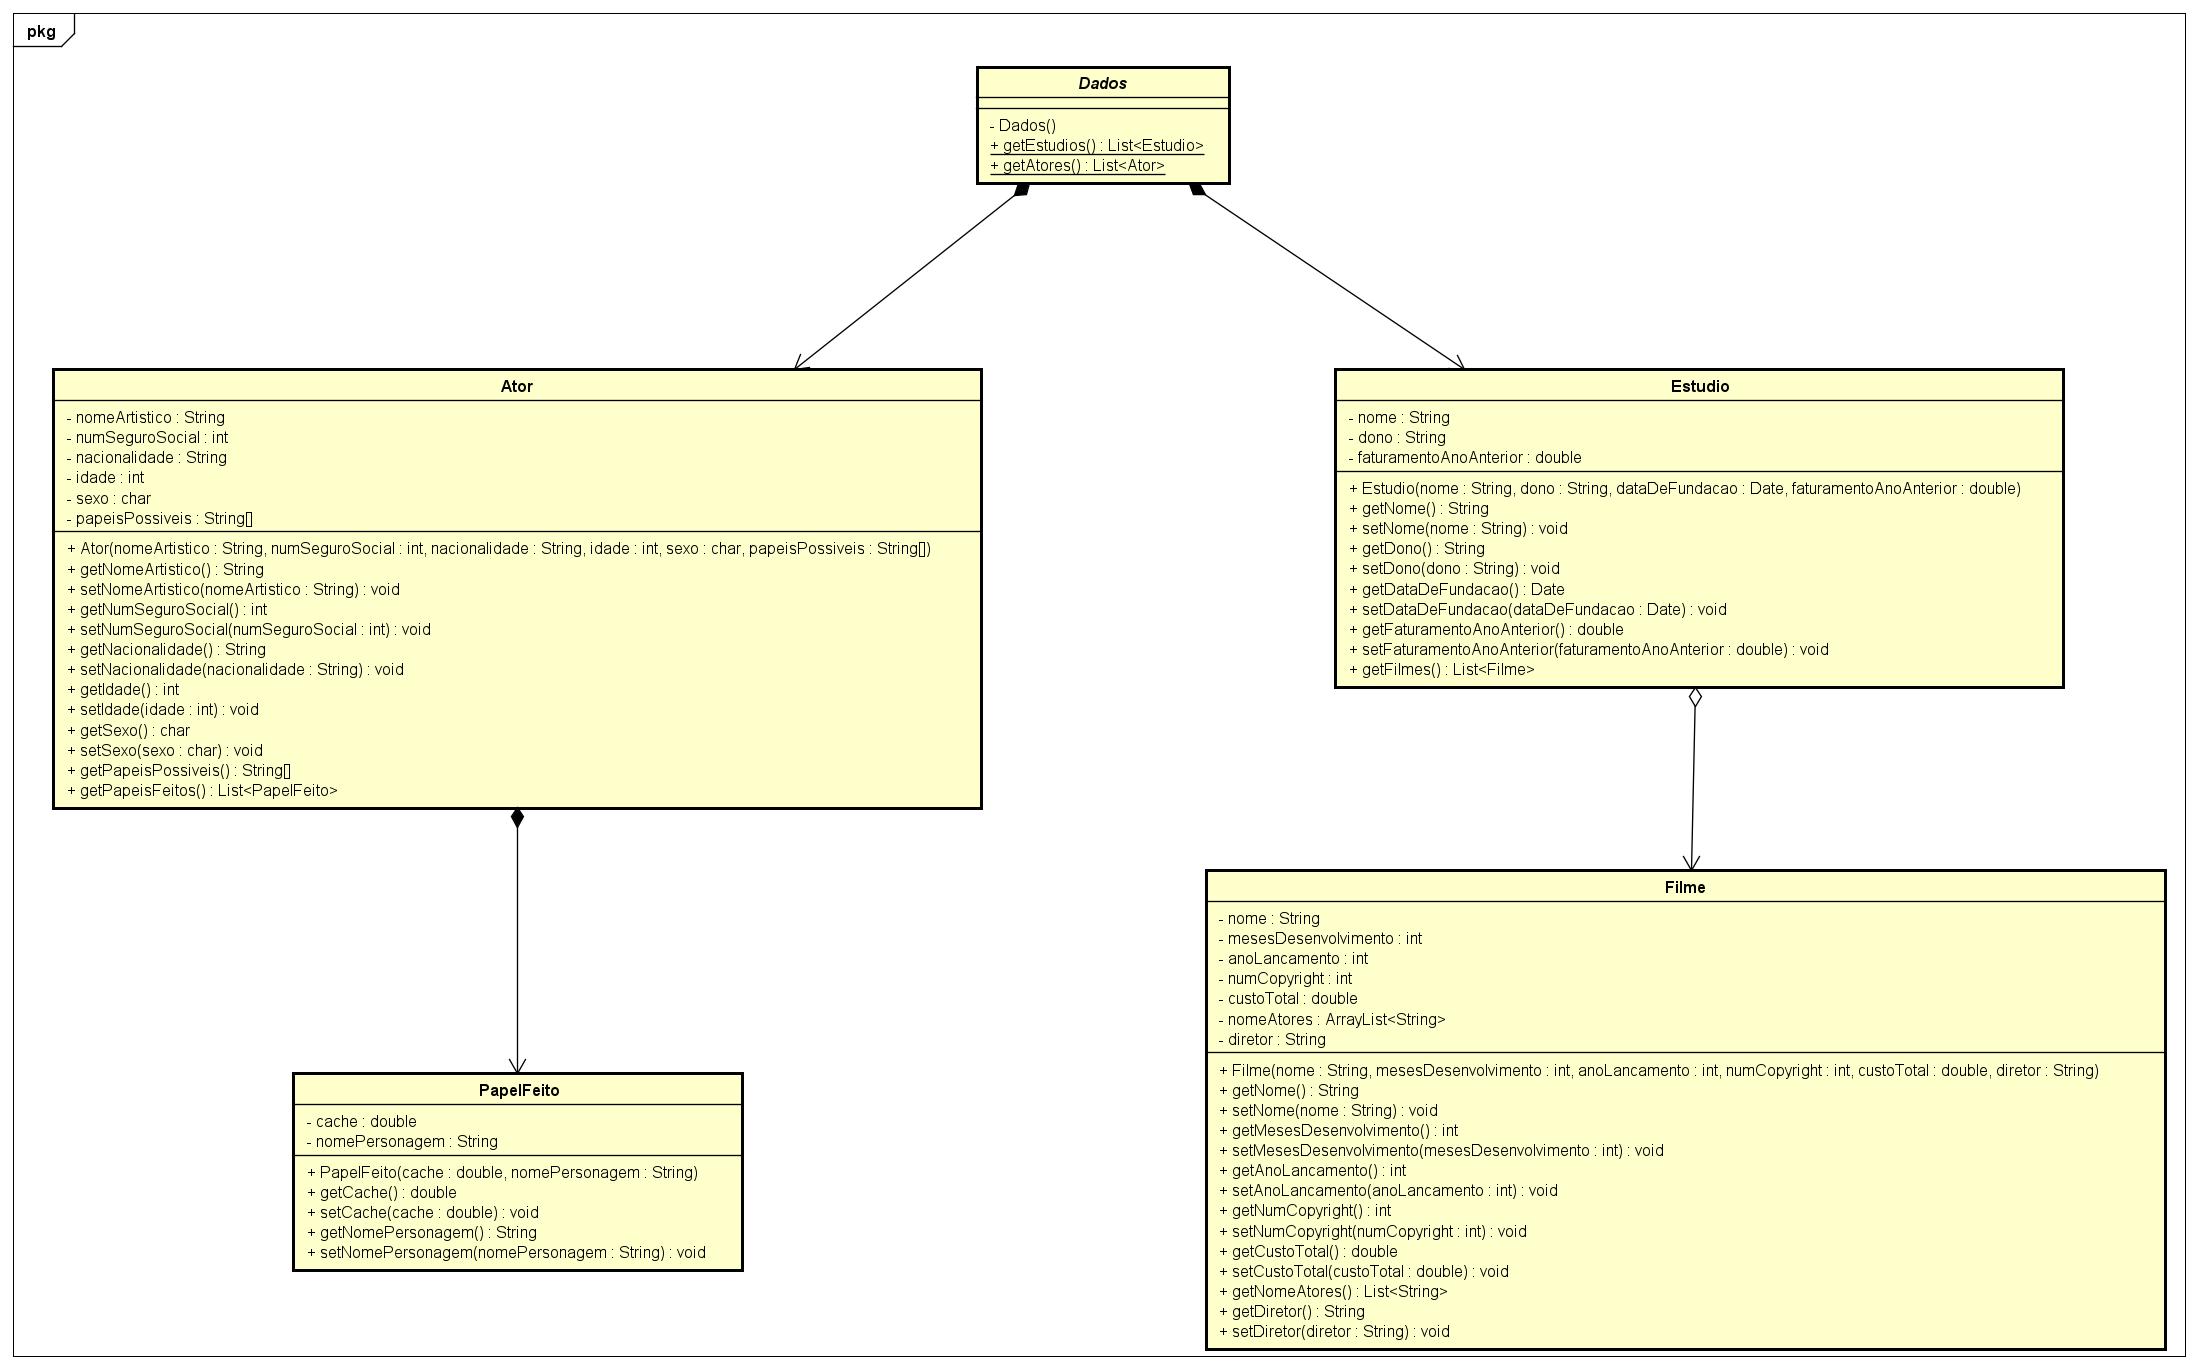 pkg
Dados
- Dados()
+ getEstudios() : List<Estudio>
+ getAtores() : List<Ator>
Ator
- nomeArtistico : String
- numSeguroSocial : int
- nacionalidade : String
- idade : int
- sexo : char
- papeisPossiveis : String[]
+ Ator(nomeArtistico : String, numSeguroSocial : int, nacionalidade : String, idade : int, sexo : char, papeisPossiveis : String[])
+ getNomeArtistico() : String
+ setNomeArtistico(nomeArtistico : String) : void
+ getNumSeguroSocial() : int
+ setNumSeguroSocial(numSeguroSocial : int) : void
+ getNacionalidade() : String
+ setNacionalidade(nacionalidade : String) : void
+ getIdade() : int
+ setIdade(idade : int) : void
+ getSexo() : char
+ setSexo(sexo : char) : void
+ getPapeisPossiveis() : String[]
+ getPapeisFeitos() : List<PapelFeito>
Estudio
- nome : String
- dono : String
- faturamentoAnoAnterior : double
+ Estudio(nome : String, dono : String, dataDeFundacao : Date, faturamentoAnoAnterior : double)
+ getNome() : String
+ setNome(nome : String) : void
+ getDono() : String
+ setDono(dono : String) : void
+ getDataDeFundacao() : Date
+ setDataDeFundacao(dataDeFundacao : Date) : void
+ getFaturamentoAnoAnterior() : double
+ setFaturamentoAnoAnterior(faturamentoAnoAnterior : double) : void
+ getFilmes() : List<Filme>
PapelFeito
- cache : double
- nomePersonagem : String
+ PapelFeito(cache : double, nomePersonagem : String)
+ getCache() : double
+ setCache(cache : double) : void
+ getNomePersonagem() : String
+ setNomePersonagem(nomePersonagem : String) : void
Filme
- nome : String
- mesesDesenvolvimento : int
- anoLancamento : int
- numCopyright : int
- custoTotal : double
- nomeAtores : ArrayList<String>
- diretor : String
+ Filme(nome : String, mesesDesenvolvimento : int, anoLancamento : int, numCopyright : int, custoTotal : double, diretor : String)
+ getNome() : String
+ setNome(nome : String) : void
+ getMesesDesenvolvimento() : int
+ setMesesDesenvolvimento(mesesDesenvolvimento : int) : void
+ getAnoLancamento() : int
+ setAnoLancamento(anoLancamento : int) : void
+ getNumCopyright() : int
+ setNumCopyright(numCopyright : int) : void
+ getCustoTotal() : double
+ setCustoTotal(custoTotal : double) : void
+ getNomeAtores() : List<String>
+ getDiretor() : String
+ setDiretor(diretor : String) : void